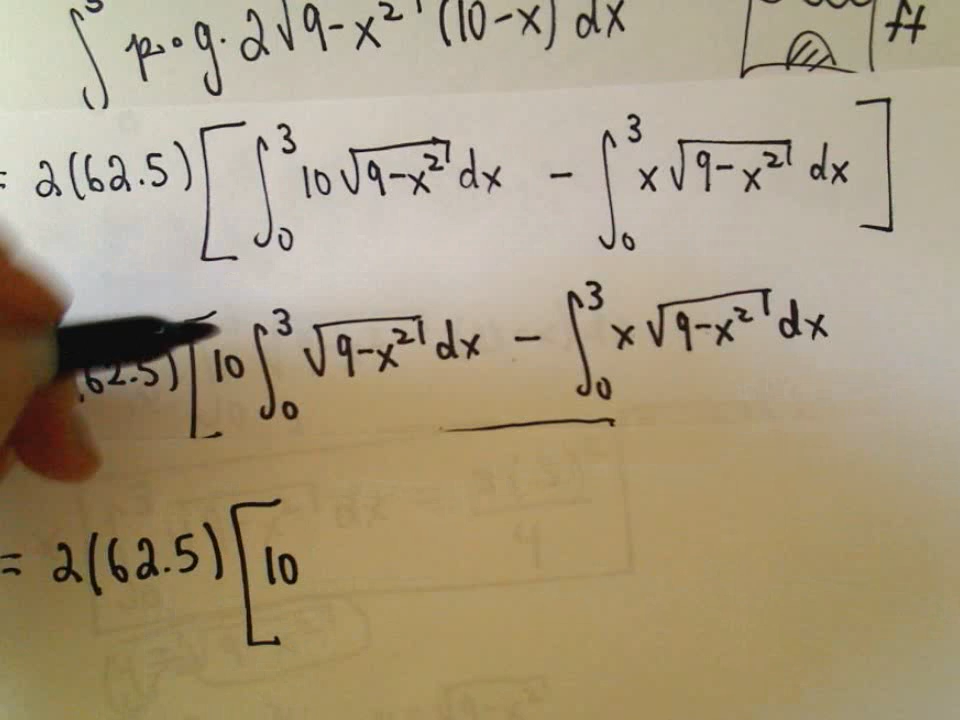 ∫³ p·g·2√(9-x²) (10-x) dx ft
= 2(62.5)[∫₀³ 10√(9-x²) dx - ∫₀³ x√(9-x²) dx]
62.5)[10∫₀³ √(9-x²) dx - ∫₀³ x√(9-x²) dx
= 2(62.5)[10